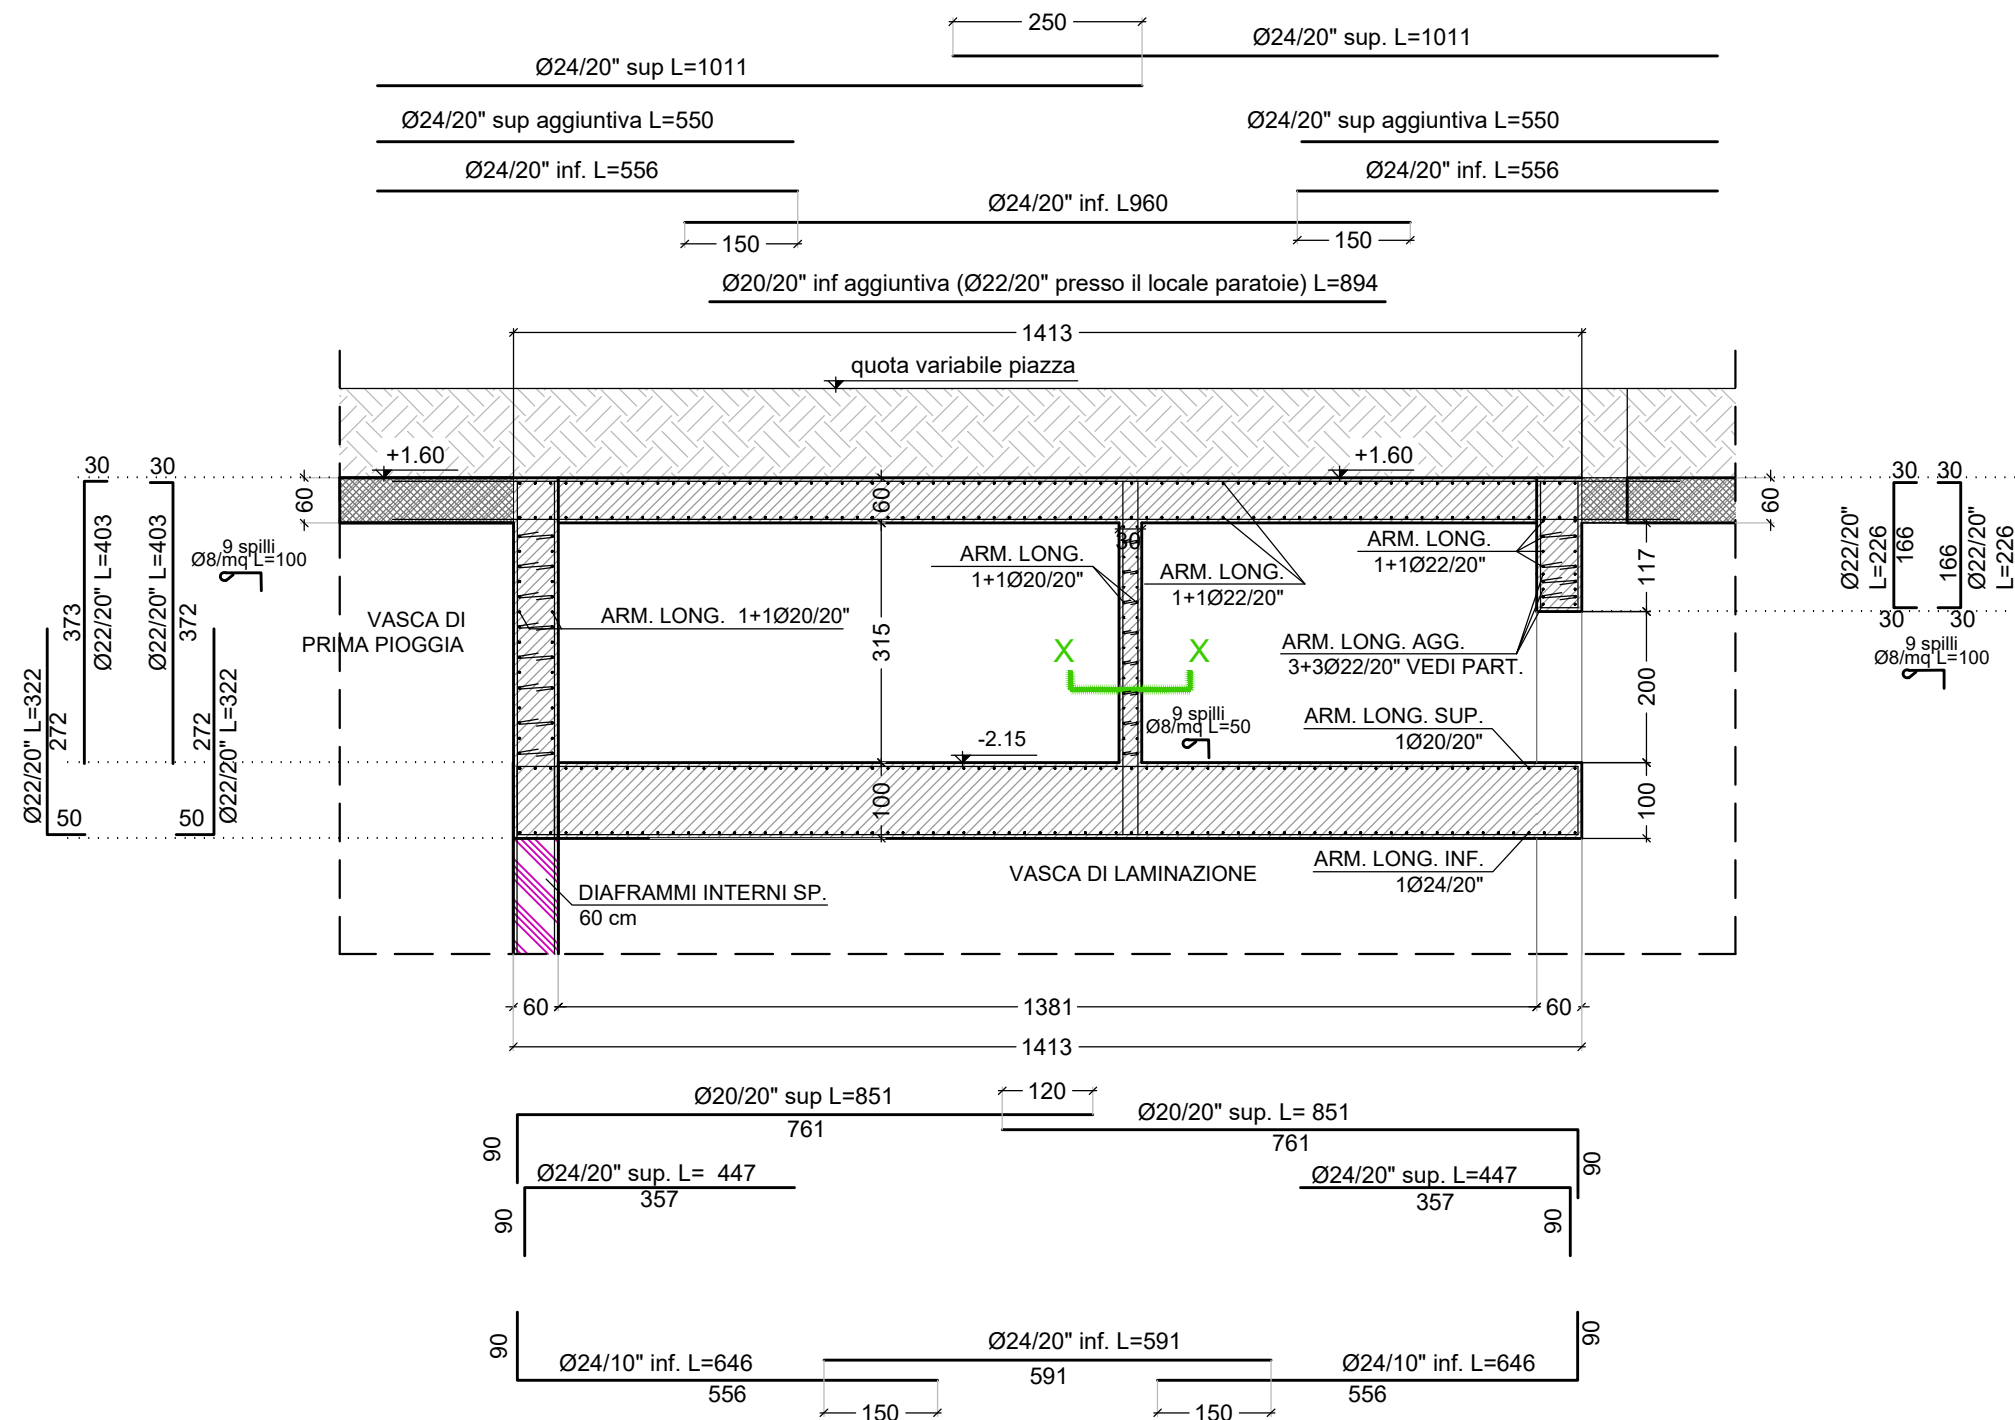 250
Ø24/20" sup. L=1011
Ø24/20" sup L=1011
Ø24/20" sup aggiuntiva L=550
Ø24/20" sup aggiuntiva L=550
Ø24/20" inf. L=556
Ø24/20" inf. L=556
Ø24/20" inf. L960
150
150
Ø20/20" inf aggiuntiva (Ø22/20" presso il locale paratoie) L=894
1413
quota variabile piazza
+1.60
+1.60
30
30
30
30
60
60
60
Ø22/20" L=403
373
Ø22/20" L=403
372
9 spilli
Ø8/mq L=100
Ø22/20" L=322
272
272
Ø22/20" L=322
50
50
VASCA DI
PRIMA PIOGGIA
ARM. LONG. 1+1Ø20/20"
315
30
ARM. LONG.
1+1Ø20/20"
ARM. LONG.
1+1Ø22/20"
ARM. LONG.
1+1Ø22/20"
117
Ø22/20"
L=226
166
166
Ø22/20"
L=226
30
30
9 spilli
Ø8/mq L=100
ARM. LONG. AGG.
3+3Ø22/20" VEDI PART.
X
X
200
9 spilli
Ø8/mq L=50
ARM. LONG. SUP.
1Ø20/20"
-2.15
100
100
VASCA DI LAMINAZIONE
ARM. LONG. INF.
1Ø24/20"
DIAFRAMMI INTERNI SP.
60 cm
60
1381
60
1413
Ø20/20" sup L=851
120
Ø20/20" sup. L= 851
761
761
90
90
Ø24/20" sup. L= 447
Ø24/20" sup. L=447
357
357
90
90
90
90
Ø24/20" inf. L=591
Ø24/10" inf. L=646
Ø24/10" inf. L=646
591
556
556
150
150